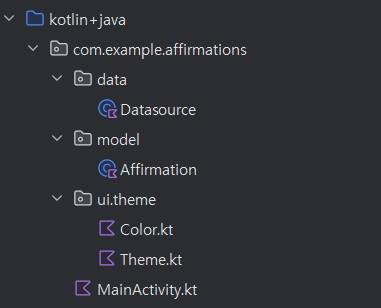 kotlin+java
com.example.affirmations
data
Datasource
model
Affirmation
ui.theme
Color.kt
Theme.kt
MainActivity.kt